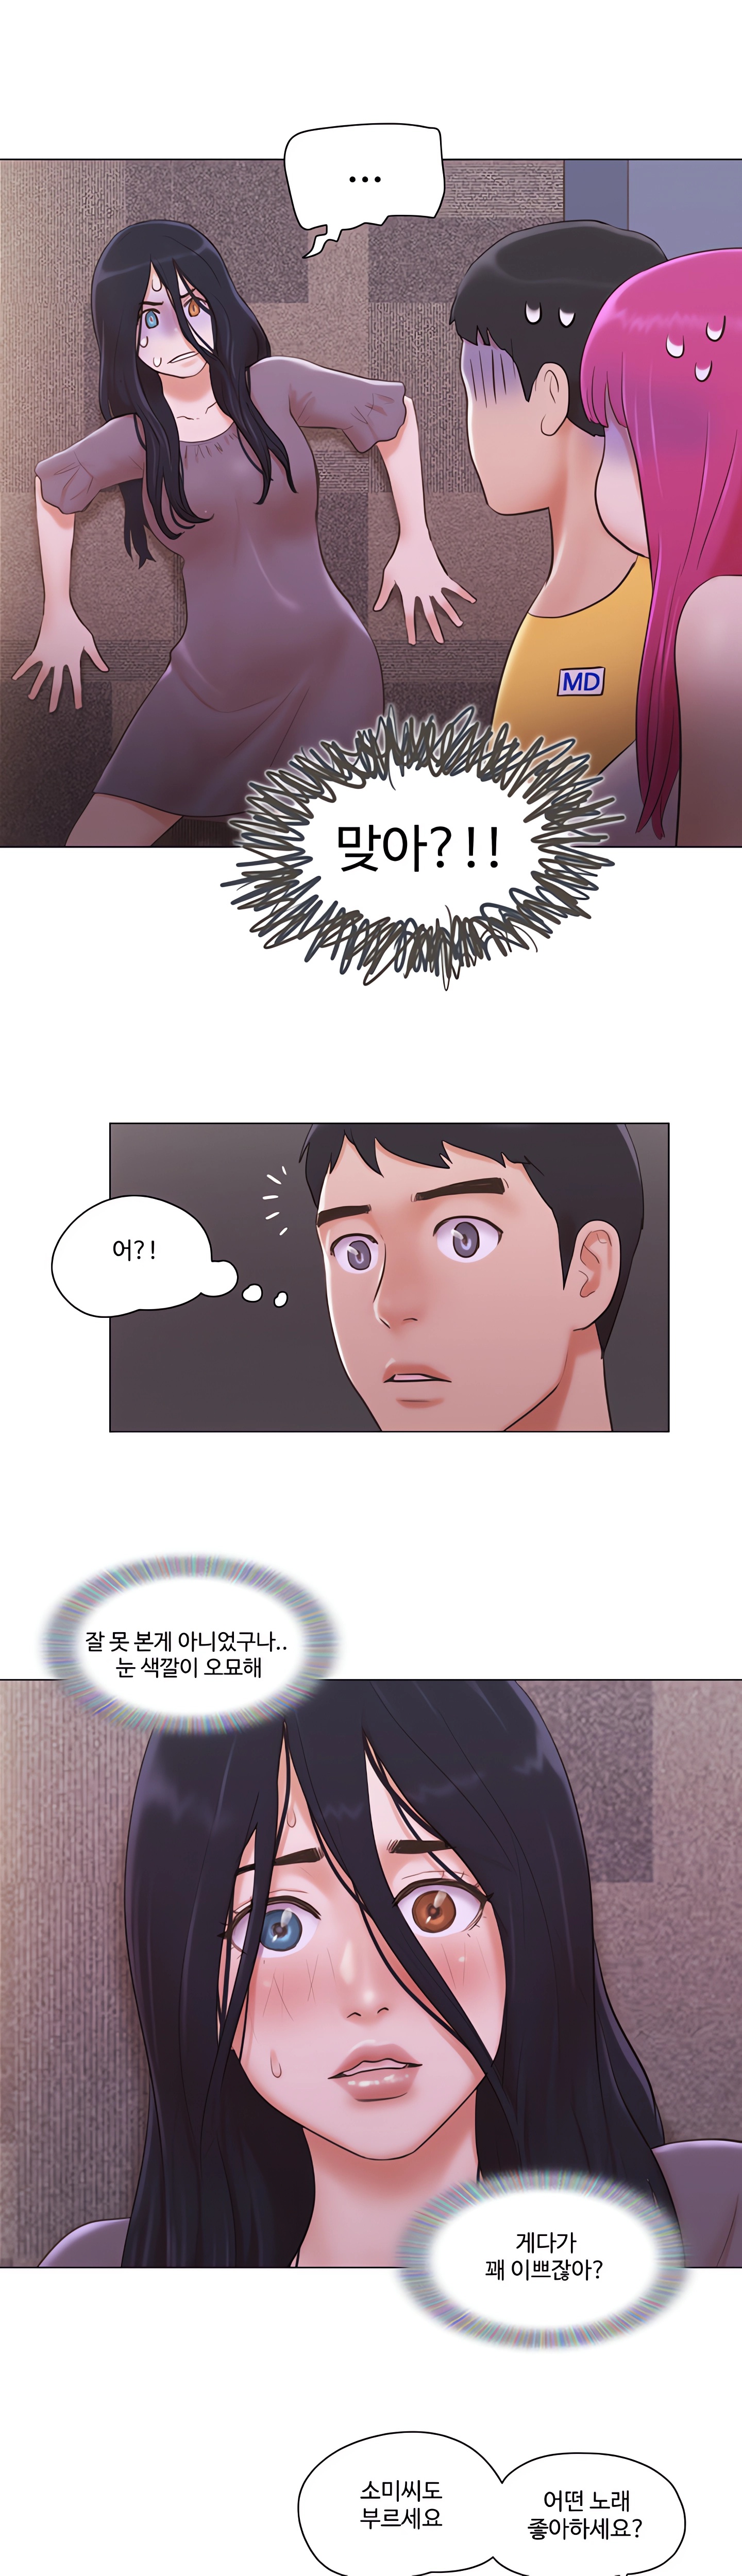 ...
MD
맞아?!!
어?!
잘 못 본게 아니었구나..
눈 색깔이 오묘해
게다가
꽤 이쁘잖아?
소미씨도
부르세요
어떤 노래
좋아하세요?